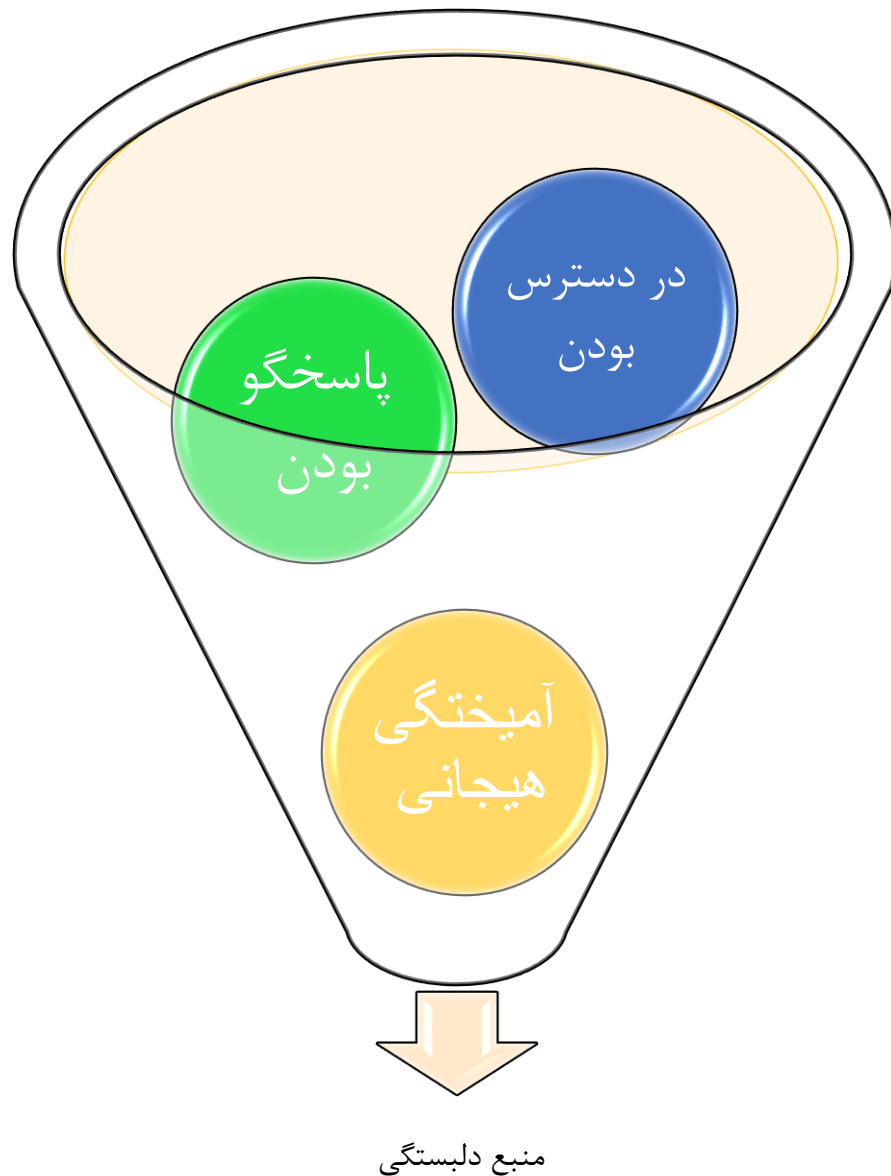 در دسترس
بودن
پاسخگو
بودن
آمیختگی
هیجانی
منبع دلبستگی